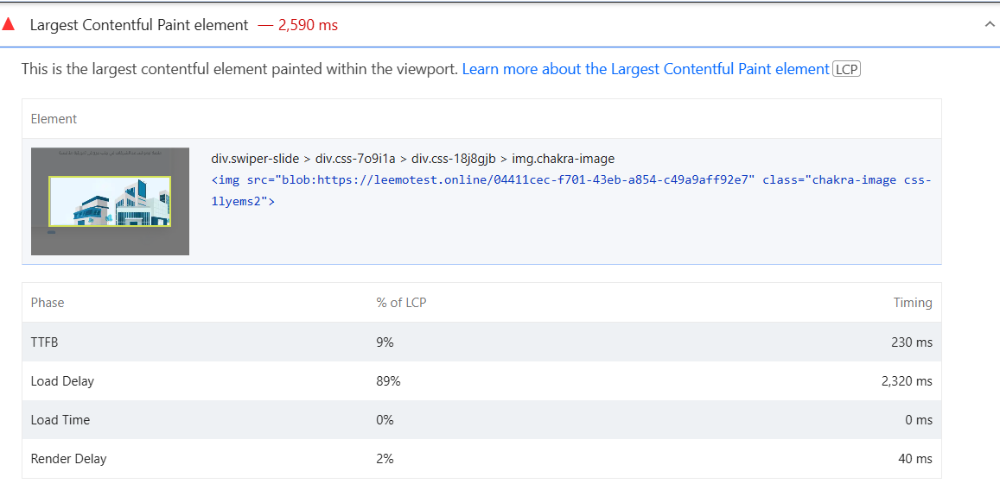 Largest Contentful Paint element — 2,590 ms
This is the largest contentful element painted within the viewport. Learn more about the Largest Contentful Paint element LCP
Element
div.swiper-slide > div.css-7o9i1a > div.css-18j8gjb > img.chakra-image
<img src="blob:https://leemotest.online/04411cec-f701-43eb-a854-c49a9aff92e7" class="chakra-image css-
1lyems2">
Phase % of LCP Timing
TTFB 9% 230 ms
Load Delay 89% 2,320 ms
Load Time 0% 0 ms
Render Delay 2% 40 ms